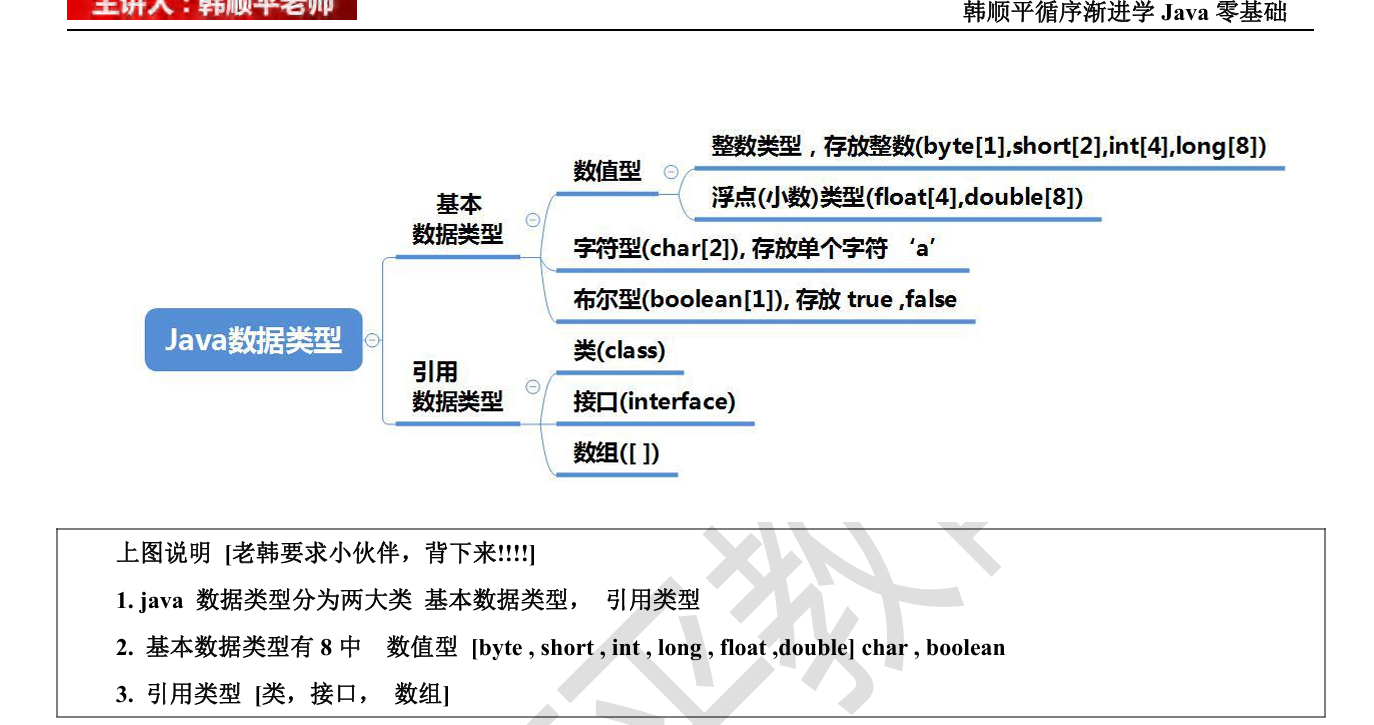 主讲人：韩顺平老师
韩顺平循序渐进学 Java 零基础
整数类型，存放整数(byte[1],short[2],int[4],long[8])
数值型
浮点(小数)类型(float[4],double[8])
基本
数据类型
字符型(char[2]), 存放单个字符 ‘a’
布尔型(boolean[1]), 存放 true ,false
Java数据类型
类(class)
引用
数据类型
接口(interface)
数组([ ])
上图说明 [老韩要求小伙伴，背下来!!!!]
1. java 数据类型分为两大类 基本数据类型， 引用类型
2. 基本数据类型有 8 中 数值型 [byte , short , int , long , float ,double] char , boolean
3. 引用类型 [类，接口， 数组]